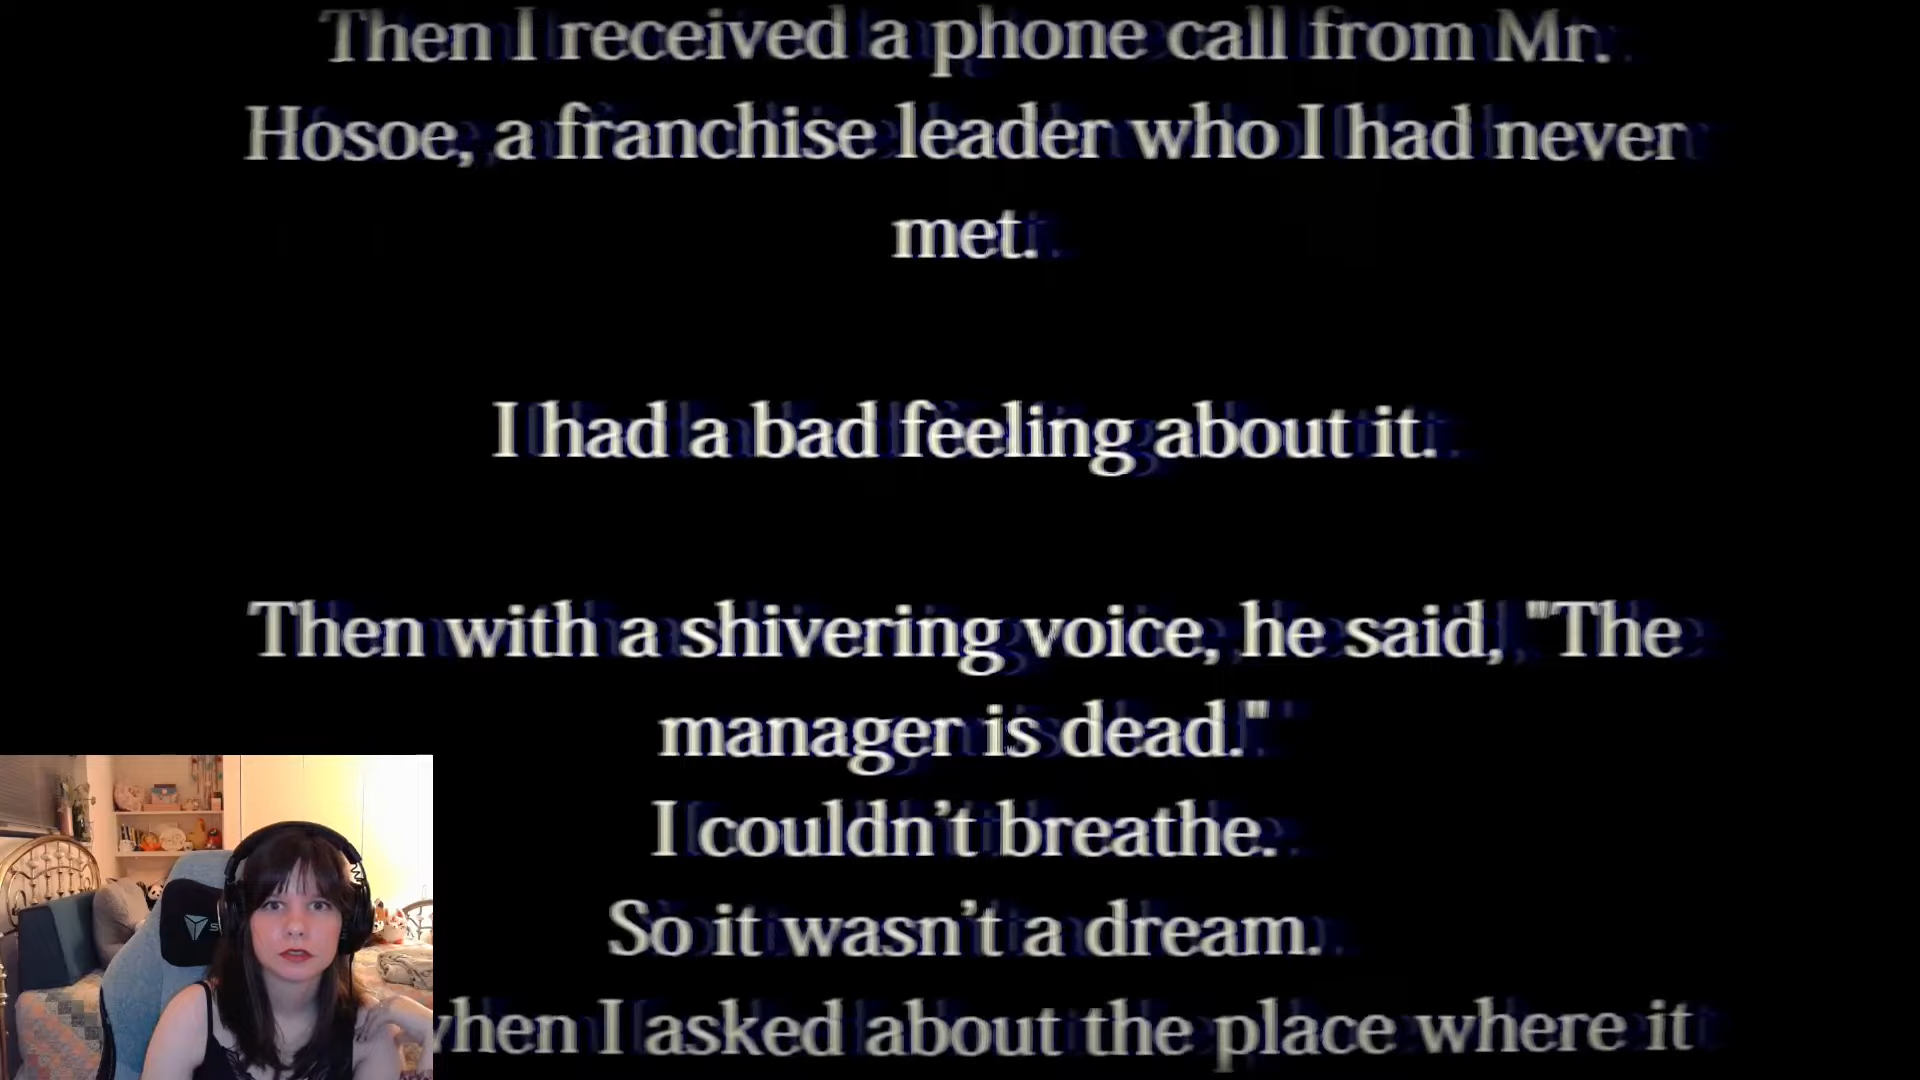 Then I received a phone call from Mr.
Hosoe, a franchise leader who I had never
met.
I had a bad feeling about it.
Then with a shivering voice, he said, "The
manager is dead."
I couldn't breathe.
So it wasn't a dream.
when I asked about the place where it